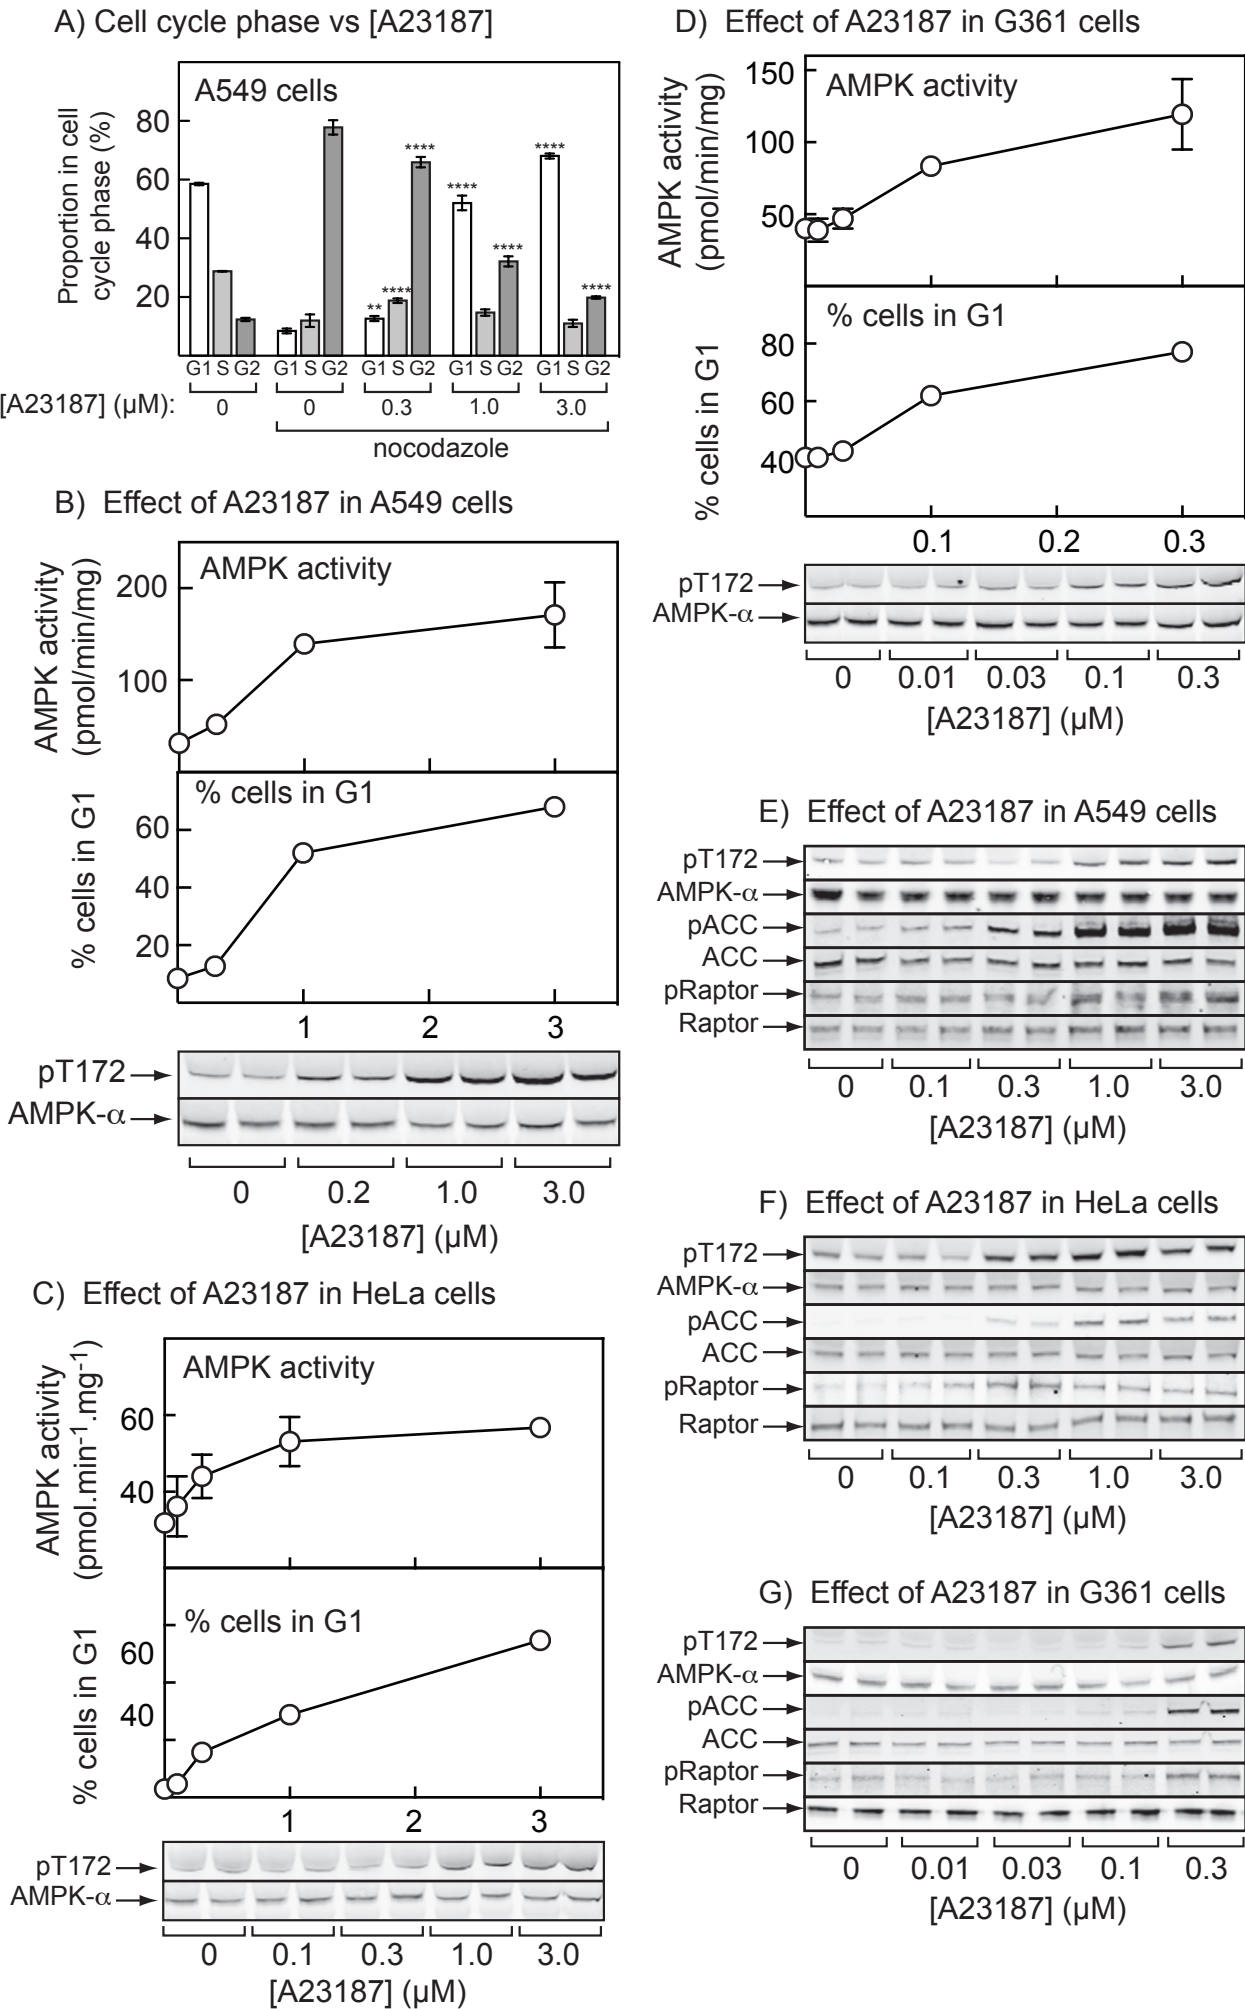 A) Cell cycle phase vs [A23187]
A549 cells
Proportion in cell
cycle phase (%)
80
60
40
20
**** **** **** **** **** **** **** **
G1 S G2 G1 S G2 G1 S G2 G1 S G2 G1 S G2
[A23187] (µM): 0 0 0.3 1.0 3.0
nocodazole
B) Effect of A23187 in A549 cells
AMPK activity
AMPK activity
(pmol/min/mg)
200
100
% cells in G1
% cells in G1
60
40
20
1 2 3
pT172
AMPK-α
0 0.2 1.0 3.0
[A23187] (µM)
C) Effect of A23187 in HeLa cells
AMPK activity
AMPK activity
(pmol.min⁻¹.mg⁻¹)
60
40
% cells in G1
% cells in G1
60
40
1 2 3
pT172
AMPK-α
0 0.1 0.3 1.0 3.0
[A23187] (µM)
D) Effect of A23187 in G361 cells
AMPK activity
AMPK activity
(pmol/min/mg)
150
100
50
% cells in G1
% cells in G1
80
60
40
0.1 0.2 0.3
pT172
AMPK-α
0 0.01 0.03 0.1 0.3
[A23187] (µM)
E) Effect of A23187 in A549 cells
pT172
AMPK-α
pACC
ACC
pRaptor
Raptor
0 0.1 0.3 1.0 3.0
[A23187] (µM)
F) Effect of A23187 in HeLa cells
pT172
AMPK-α
pACC
ACC
pRaptor
Raptor
0 0.1 0.3 1.0 3.0
[A23187] (µM)
G) Effect of A23187 in G361 cells
pT172
AMPK-α
pACC
ACC
pRaptor
Raptor
0 0.01 0.03 0.1 0.3
[A23187] (µM)